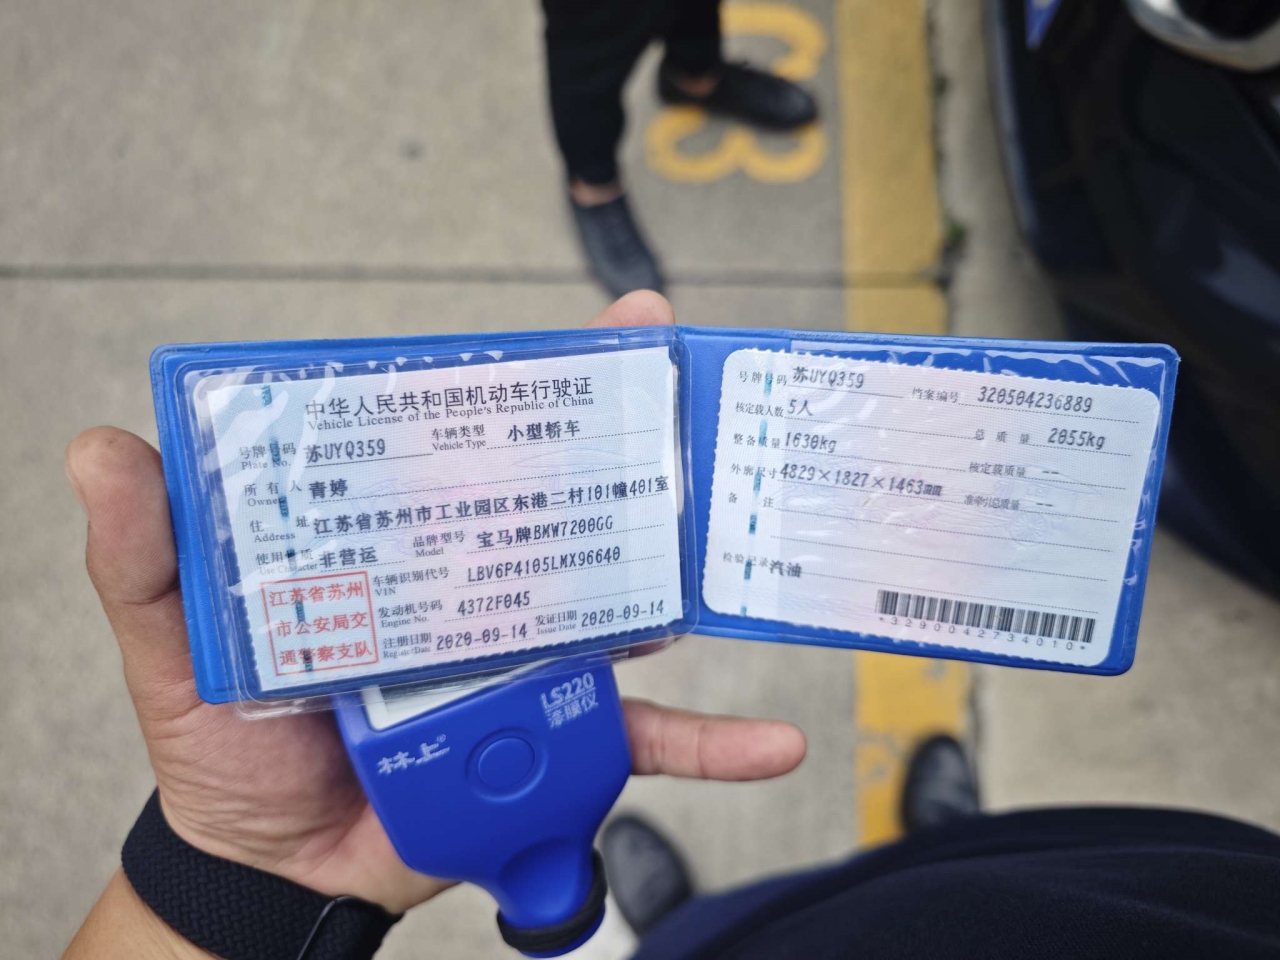 中华人民共和国机动车行驶证
Vehicle License of the People's Republic of China
号牌号码 苏UYQ359 车辆类型 小型轿车
Plate No. Vehicle Type
所有人 青婷
Owner
住址 江苏省苏州市工业园区东港二村101幢401室
Address
使用性质 非营运 品牌型号 宝马牌BMW7200GG
Use Character Model
江苏省苏州
市公安局交
通警察支队
车辆识别代号 LBV6P4105LMX96640
VIN
发动机号码 4372F045
Engine No.
注册日期 2020-09-14 发证日期 2020-09-14
Register Date Issue Date
号牌号码 苏UYQ359 档案编号 320504236889
核定载人数 5人 总质量 2055kg
整备质量 1630kg 核定载质量 --
外廓尺寸 4829×1827×1463mm 准牵引总质量 --
备注
检验记录 汽油
*3290042734010*
LS220
漆膜仪
林上
C3